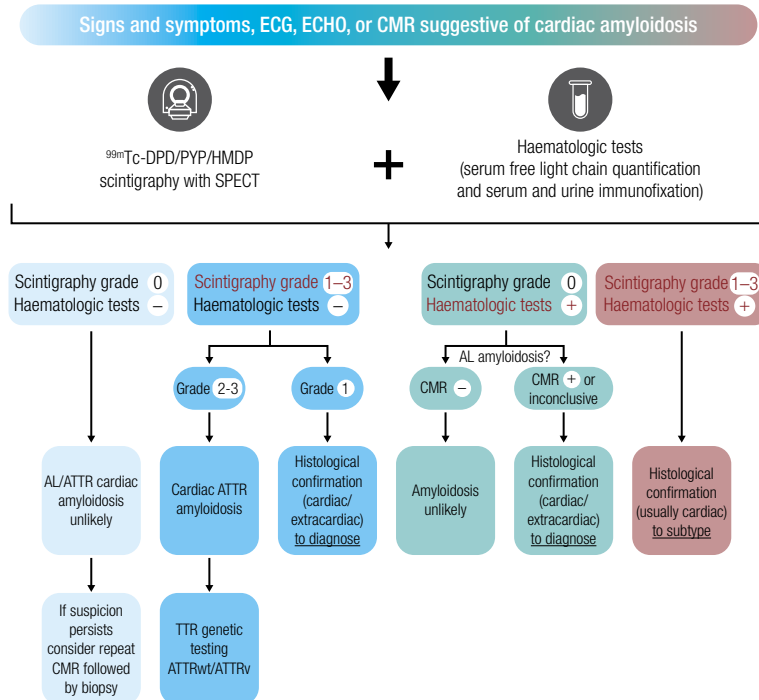 Signs and symptoms, ECG, ECHO, or CMR suggestive of cardiac amyloidosis
99mTc-DPD/PYP/HMDP
scintigraphy with SPECT
+
Haematologic tests
(serum free light chain quantification
and serum and urine immunofixation)
Scintigraphy grade 0
Haematologic tests –
Scintigraphy grade 1–3
Haematologic tests –
Scintigraphy grade 0
Haematologic tests +
Scintigraphy grade 1–3
Haematologic tests +
AL amyloidosis?
Grade 2-3
Grade 1
CMR –
CMR + or
inconclusive
AL/ATTR cardiac
amyloidosis
unlikely
Cardiac ATTR
amyloidosis
Histological
confirmation
(cardiac/
extracardiac)
to diagnose
Amyloidosis
unlikely
Histological
confirmation
(cardiac/
extracardiac)
to diagnose
Histological
confirmation
(usually cardiac)
to subtype
If suspicion
persists
consider repeat
CMR followed
by biopsy
TTR genetic
testing
ATTRwt/ATTRv